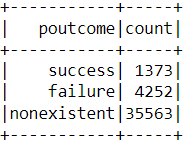 +-----------+-----+
|   poutcome|count|
+-----------+-----+
|    success| 1373|
|    failure| 4252|
|nonexistent|35563|
+-----------+-----+